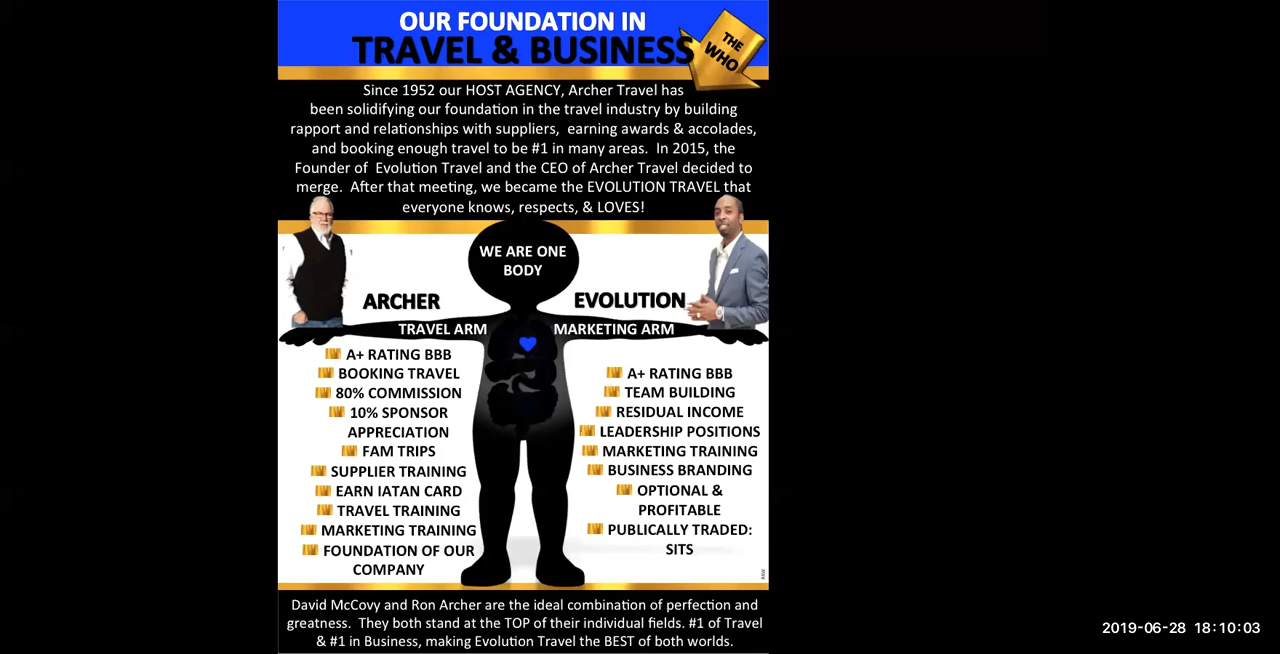 OUR FOUNDATION IN
TRAVEL & BUSINESS
THE
WHO
Since 1952 our HOST AGENCY, Archer Travel has
been solidifying our foundation in the travel industry by building
rapport and relationships with suppliers, earning awards & accolades,
and booking enough travel to be #1 in many areas. In 2015, the
Founder of Evolution Travel and the CEO of Archer Travel decided to
merge. After that meeting, we became the EVOLUTION TRAVEL that
everyone knows, respects, & LOVES!
WE ARE ONE
BODY
ARCHER
TRAVEL ARM
A+ RATING BBB
BOOKING TRAVEL
80% COMMISSION
10% SPONSOR
APPRECIATION
FAM TRIPS
SUPPLIER TRAINING
EARN IATAN CARD
TRAVEL TRAINING
MARKETING TRAINING
FOUNDATION OF OUR
COMPANY
EVOLUTION
MARKETING ARM
A+ RATING BBB
TEAM BUILDING
RESIDUAL INCOME
LEADERSHIP POSITIONS
MARKETING TRAINING
BUSINESS BRANDING
OPTIONAL &
PROFITABLE
PUBLICALLY TRADED:
SITS
David McCovy and Ron Archer are the ideal combination of perfection and
greatness. They both stand at the TOP of their individual fields. #1 of Travel
& #1 in Business, making Evolution Travel the BEST of both worlds.
2019-06-28 18:10:03